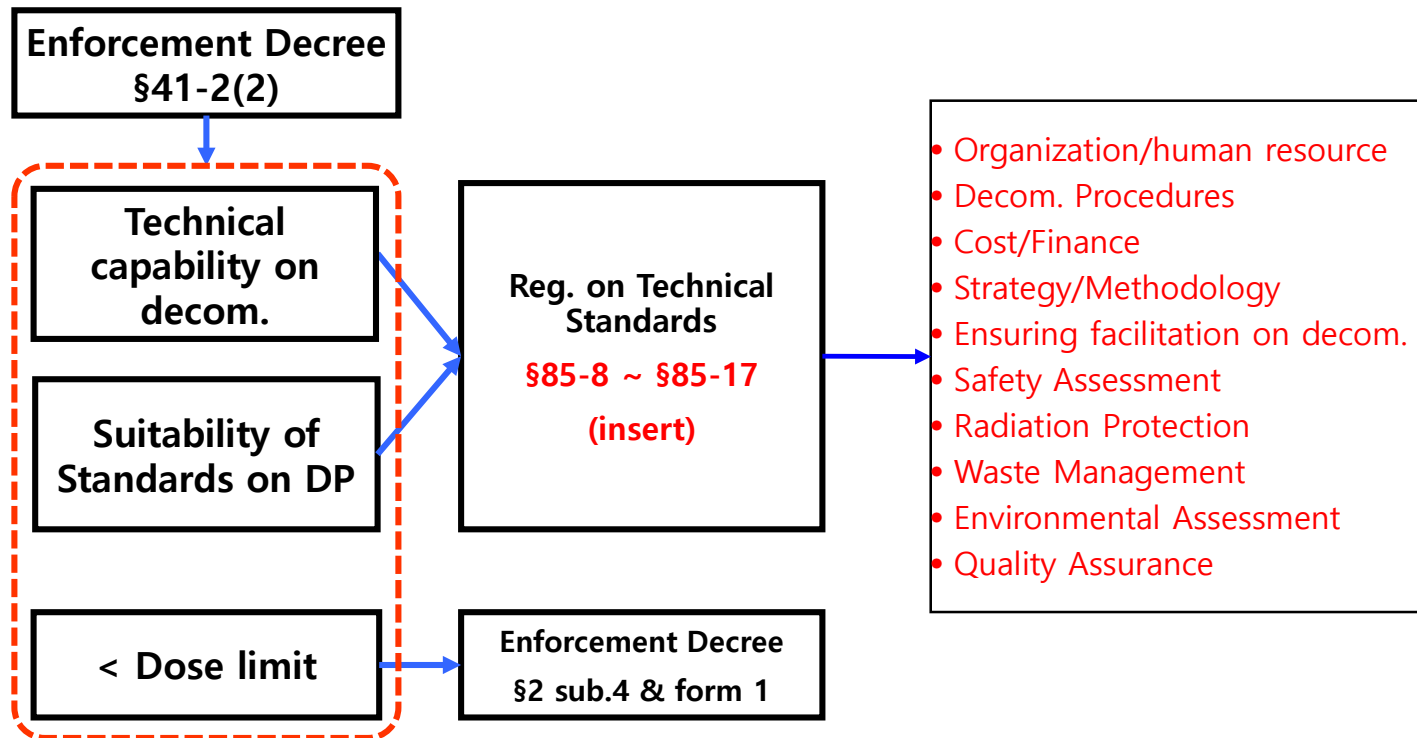 Enforcement Decree
§41-2(2)
Technical
capability on
decom.
Suitability of
Standards on DP
< Dose limit
Reg. on Technical
Standards
§85-8 ~ §85-17
(insert)
Enforcement Decree
§2 sub.4 & form 1
• Organization/human resource
• Decom. Procedures
• Cost/Finance
• Strategy/Methodology
• Ensuring facilitation on decom.
• Safety Assessment
• Radiation Protection
• Waste Management
• Environmental Assessment
• Quality Assurance